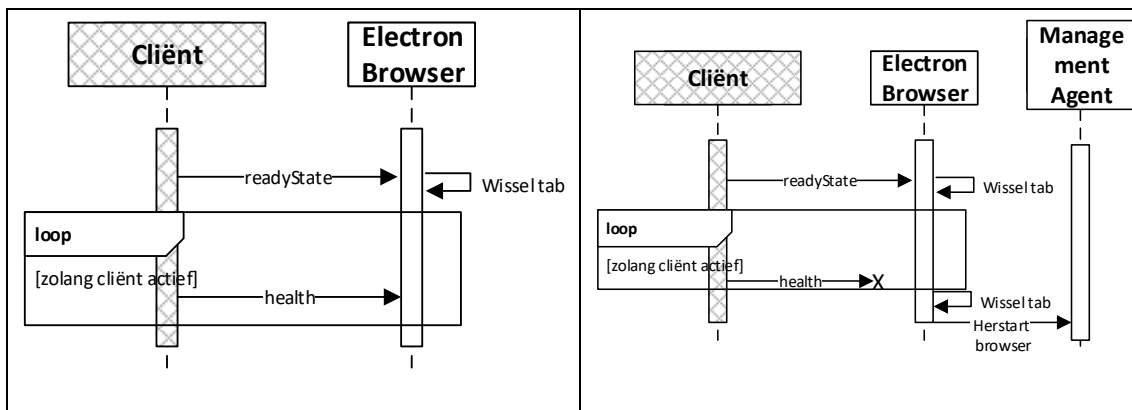 Cliënt
Electron
Browser
readyState
Wissel tab
loop
[zolang cliënt actief]
health
Cliënt
Electron
Browser
Manage
ment
Agent
readyState
Wissel tab
loop
[zolang cliënt actief]
health
X
Wissel tab
Herstart
browser